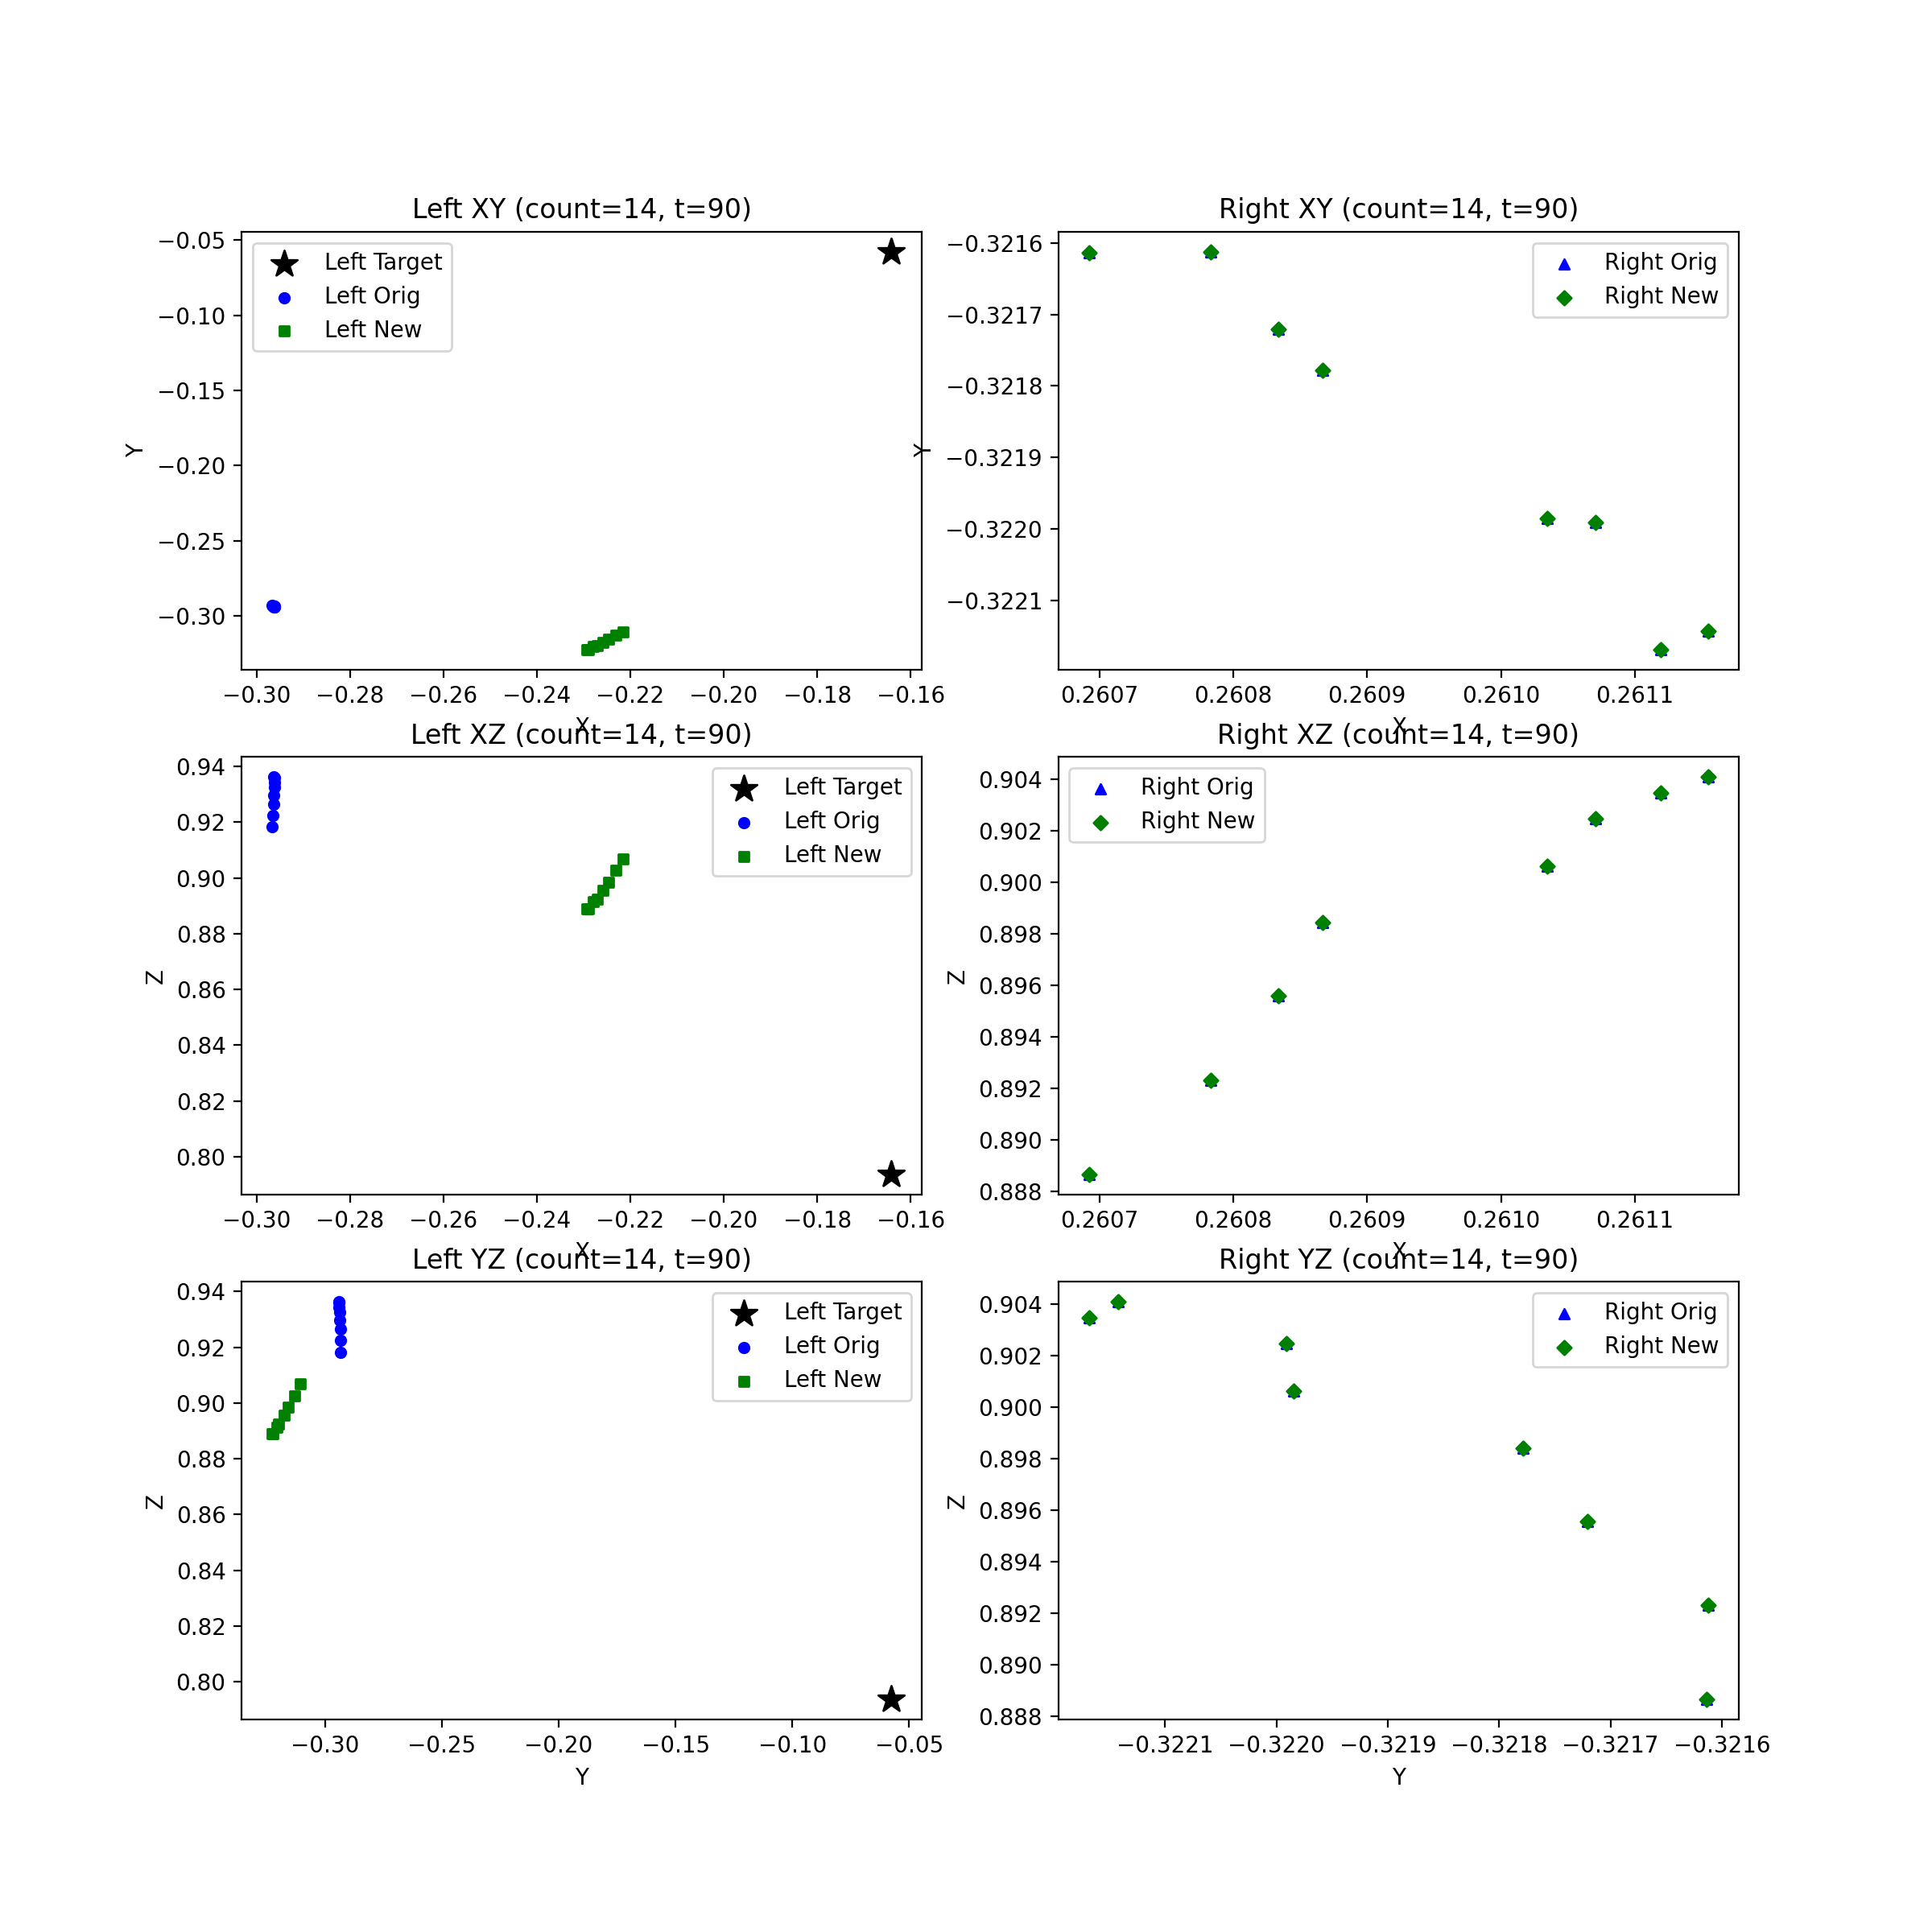 Left XY (count=14, t=90)
−0.05
−0.10
−0.15
−0.20
−0.25
−0.30
Y
Left Target
Left Orig
Left New
−0.30 −0.28 −0.26 −0.24 −0.22 −0.20 −0.18 −0.16
X
Right XY (count=14, t=90)
−0.3216
−0.3217
−0.3218
−0.3219
−0.3220
−0.3221
Y
Right Orig
Right New
0.2607 0.2608 0.2609 0.2610 0.2611
X
Left XZ (count=14, t=90)
0.94
0.92
0.90
0.88
0.86
0.84
0.82
0.80
Z
Left Target
Left Orig
Left New
−0.30 −0.28 −0.26 −0.24 −0.22 −0.20 −0.18 −0.16
X
Right XZ (count=14, t=90)
0.904
0.902
0.900
0.898
0.896
0.894
0.892
0.890
0.888
Z
Right Orig
Right New
0.2607 0.2608 0.2609 0.2610 0.2611
X
Left YZ (count=14, t=90)
0.94
0.92
0.90
0.88
0.86
0.84
0.82
0.80
Z
Left Target
Left Orig
Left New
−0.30 −0.25 −0.20 −0.15 −0.10 −0.05
Y
Right YZ (count=14, t=90)
0.904
0.902
0.900
0.898
0.896
0.894
0.892
0.890
0.888
Z
Right Orig
Right New
−0.3221 −0.3220 −0.3219 −0.3218 −0.3217 −0.3216
Y